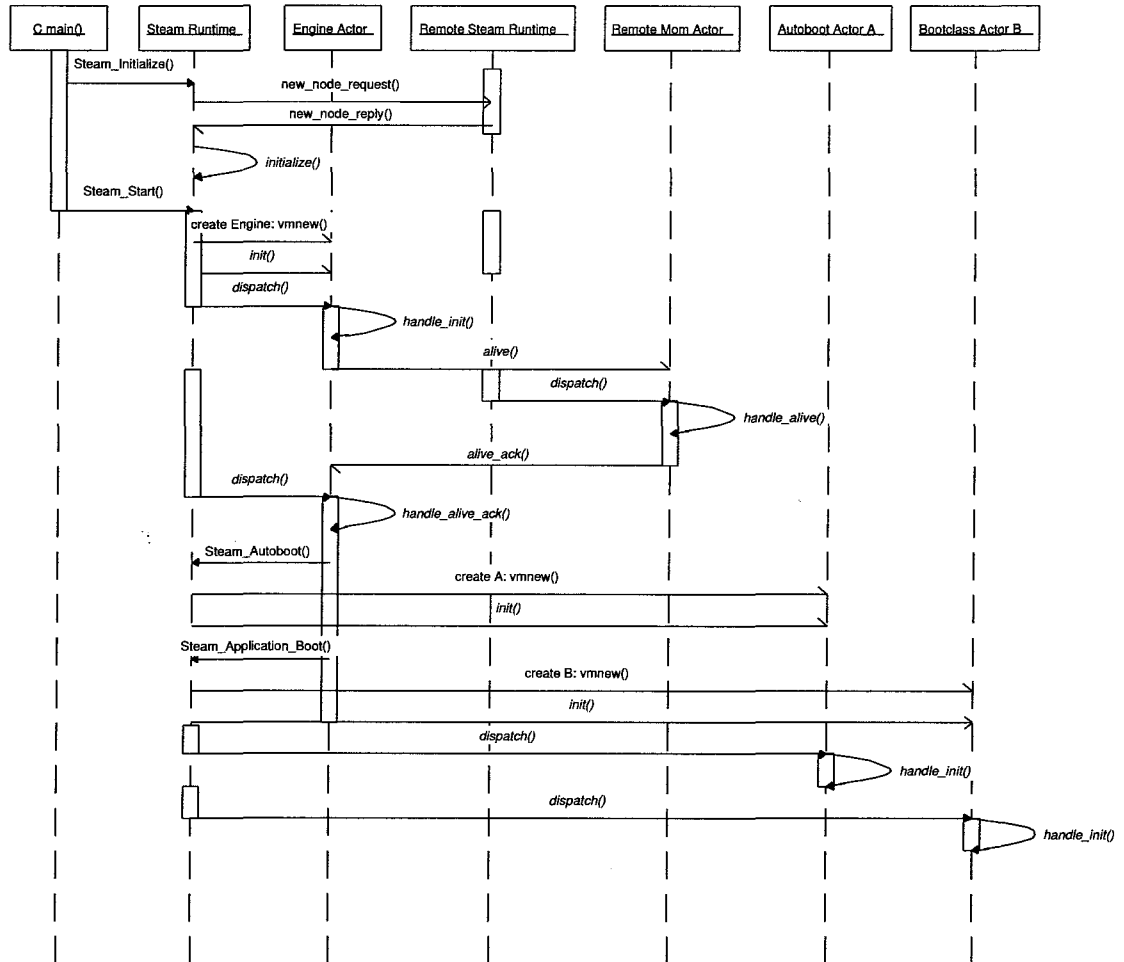 C main()
Steam Runtime
Engine Actor
Remote Steam Runtime
Remote Mom Actor
Autoboot Actor A
Bootclass Actor B
Steam_Initialize()
new_node_request()
new_node_reply()
initialize()
Steam_Start()
create Engine: vmnew()
init()
dispatch()
handle_init()
alive()
dispatch()
handle_alive()
alive_ack()
dispatch()
handle_alive_ack()
Steam_Autoboot()
create A: vmnew()
init()
Steam_Application_Boot()
create B: vmnew()
init()
dispatch()
handle_init()
dispatch()
handle_init()